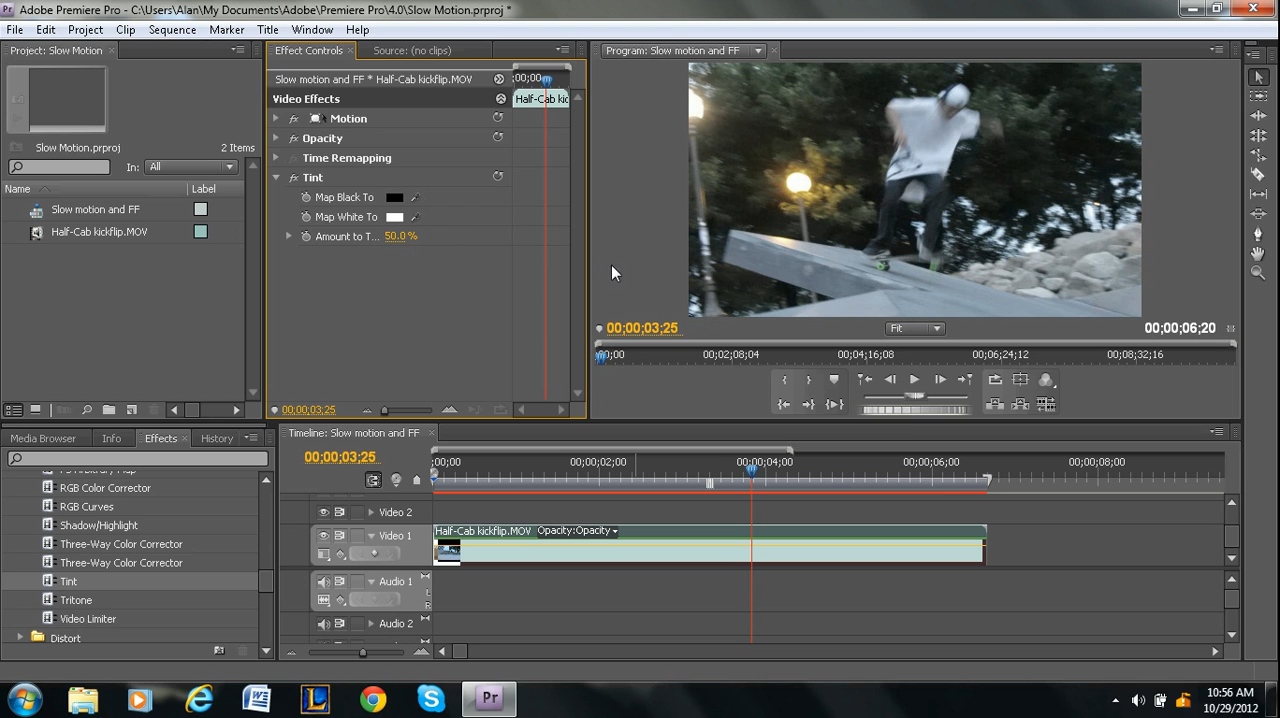 Adobe Premiere Pro - C:\Users\Alan\My Documents\Adobe\Premiere Pro\4.0\Slow Motion.prproj *
File Edit Project Clip Sequence Marker Title Window Help
Project: Slow Motion
Slow Motion.prproj 2 Items
In: All
Name Label
Slow motion and FF
Half-Cab kickflip.MOV
Effect Controls Source: (no clips)
Slow motion and FF * Half-Cab kickflip.MOV ;00;00
Video Effects Half-Cab kic
fx Motion
fx Opacity
fx Time Remapping
fx Tint
Map Black To
Map White To
Amount to T... 50.0 %
00;00;03;25
Program: Slow motion and FF
00;00;03;25 Fit 00;00;06;20
;00;00 00;02;08;04 00;04;16;08 00;06;24;12 00;08;32;16
Media Browser Info Effects History
RGB Color Corrector
RGB Curves
Shadow/Highlight
Three-Way Color Corrector
Three-Way Color Corrector
Tint
Tritone
Video Limiter
Distort
Timeline: Slow motion and FF
00;00;03;25 ;00;00 00;00;02;00 00;00;04;00 00;00;06;00 00;00;08;00
Video 2
Video 1 Half-Cab kickflip.MOV Opacity:Opacity
Audio 1
L
R
Audio 2
W L S Pr
10:56 AM
10/29/2012